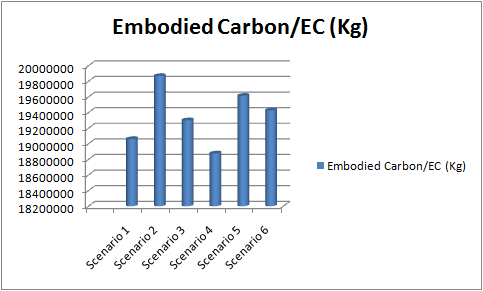 Embodied Carbon/EC (Kg)
20000000
19800000
19600000
19400000
19200000
19000000
18800000
18600000
18400000
18200000
Scenario 1
Scenario 2
Scenario 3
Scenario 4
Scenario 5
Scenario 6
Embodied Carbon/EC (Kg)